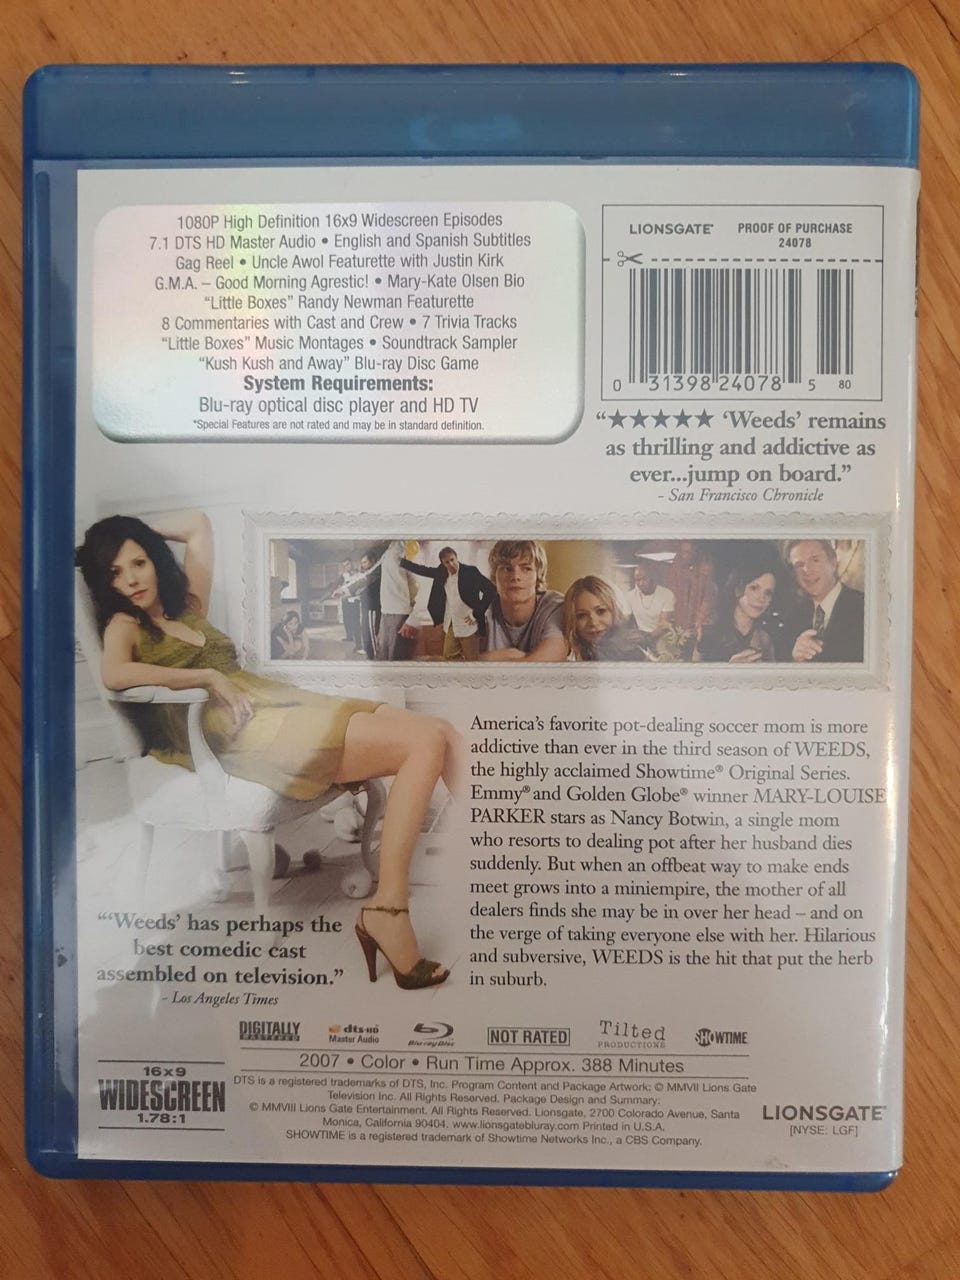 1080P High Definition 16x9 Widescreen Episodes
7.1 DTS HD Master Audio • English and Spanish Subtitles
Gag Reel • Uncle Awol Featurette with Justin Kirk
G.M.A. – Good Morning Agrestic! • Mary-Kate Olsen Bio
“Little Boxes” Randy Newman Featurette
8 Commentaries with Cast and Crew • 7 Trivia Tracks
“Little Boxes” Music Montages • Soundtrack Sampler
“Kush Kush and Away” Blu-ray Disc Game
System Requirements:
Blu-ray optical disc player and HD TV
*Special Features are not rated and may be in standard definition.
LIONSGATE® PROOF OF PURCHASE
24078
0 31398 24078 5 80
“★★★★★ ‘Weeds’ remains
as thrilling and addictive as
ever...jump on board.”
- San Francisco Chronicle
America’s favorite pot-dealing soccer mom is more
addictive than ever in the third season of WEEDS,
the highly acclaimed Showtime® Original Series.
Emmy® and Golden Globe® winner MARY-LOUISE
PARKER stars as Nancy Botwin, a single mom
who resorts to dealing pot after her husband dies
suddenly. But when an offbeat way to make ends
meet grows into a miniempire, the mother of all
dealers finds she may be in over her head – and on
the verge of taking everyone else with her. Hilarious
and subversive, WEEDS is the hit that put the herb
in suburb.
“‘Weeds’ has perhaps the
best comedic cast
assembled on television.”
- Los Angeles Times
DIGITALLY
MASTERED
dts-HD
Master Audio
Blu-ray Disc
NOT RATED
Tilted
PRODUCTIONS
SHOWTIME
2007 • Color • Run Time Approx. 388 Minutes
16x9
WIDESCREEN
1.78:1
DTS is a registered trademarks of DTS, Inc. Program Content and Package Artwork: © MMVII Lions Gate
Television Inc. All Rights Reserved. Package Design and Summary:
© MMVIII Lions Gate Entertainment. All Rights Reserved. Lionsgate, 2700 Colorado Avenue, Santa
Monica, California 90404. www.lionsgatebluray.com Printed in U.S.A.
SHOWTIME is a registered trademark of Showtime Networks Inc., a CBS Company.
LIONSGATE®
[NYSE: LGF]